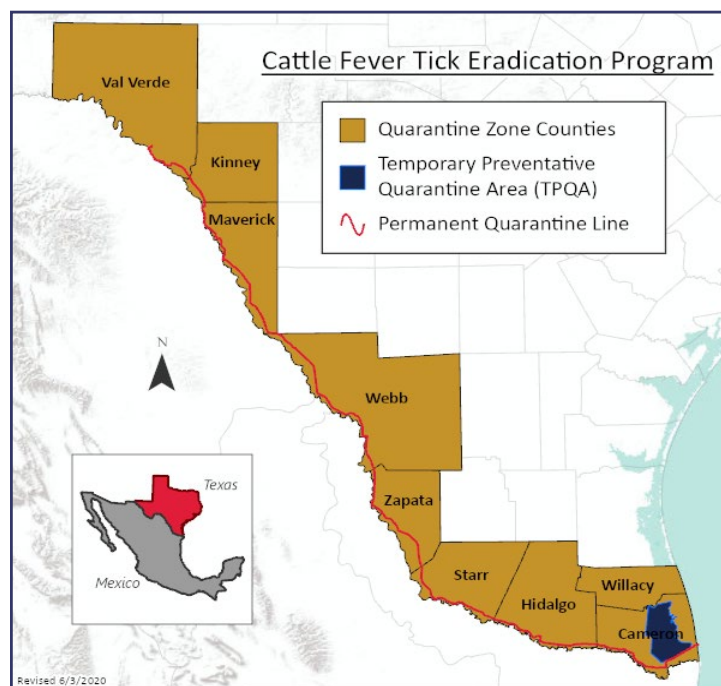 Cattle Fever Tick Eradication Program
Quarantine Zone Counties
Temporary Preventative
Quarantine Area (TPQA)
Permanent Quarantine Line
Val Verde
Kinney
Maverick
N
Webb
Zapata
Starr
Hidalgo
Willacy
Cameron
Texas
Mexico
Revised 6/3/2020